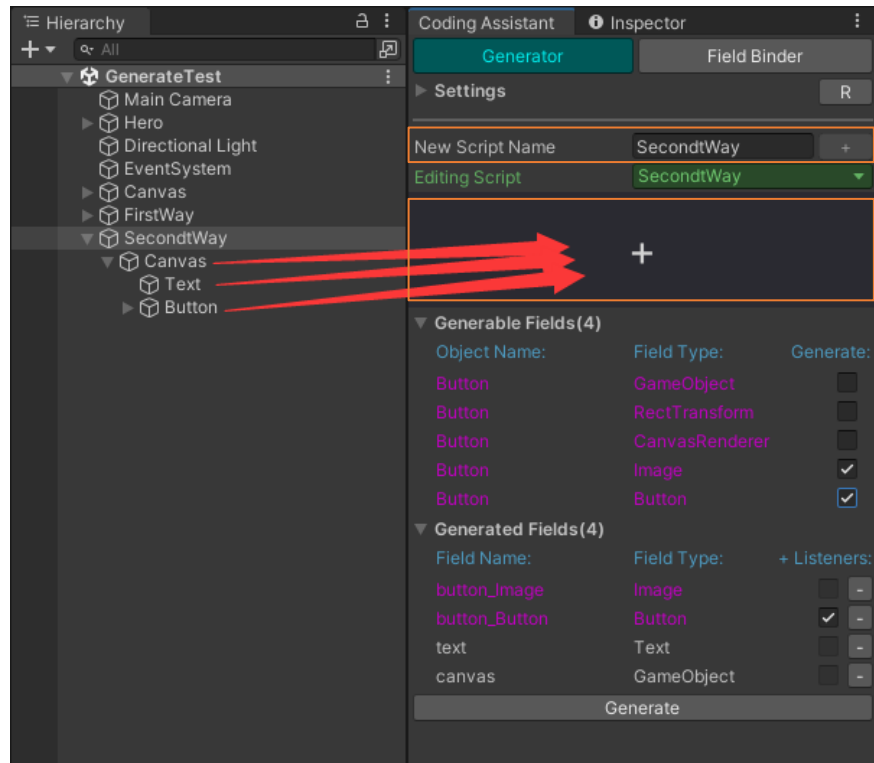 Hierarchy
All
GenerateTest
Main Camera
Hero
Directional Light
EventSystem
Canvas
FirstWay
SecondtWay
Canvas
Text
Button
Coding Assistant
Inspector
Generator
Field Binder
Settings
R
New Script Name
SecondtWay
+
Editing Script
SecondtWay
+
Generable Fields(4)
Object Name: Field Type: Generate:
Button GameObject
Button RectTransform
Button CanvasRenderer
Button Image
Button Button
Generated Fields(4)
Field Name: Field Type: + Listeners:
button_Image Image -
button_Button Button -
text Text -
canvas GameObject -
Generate